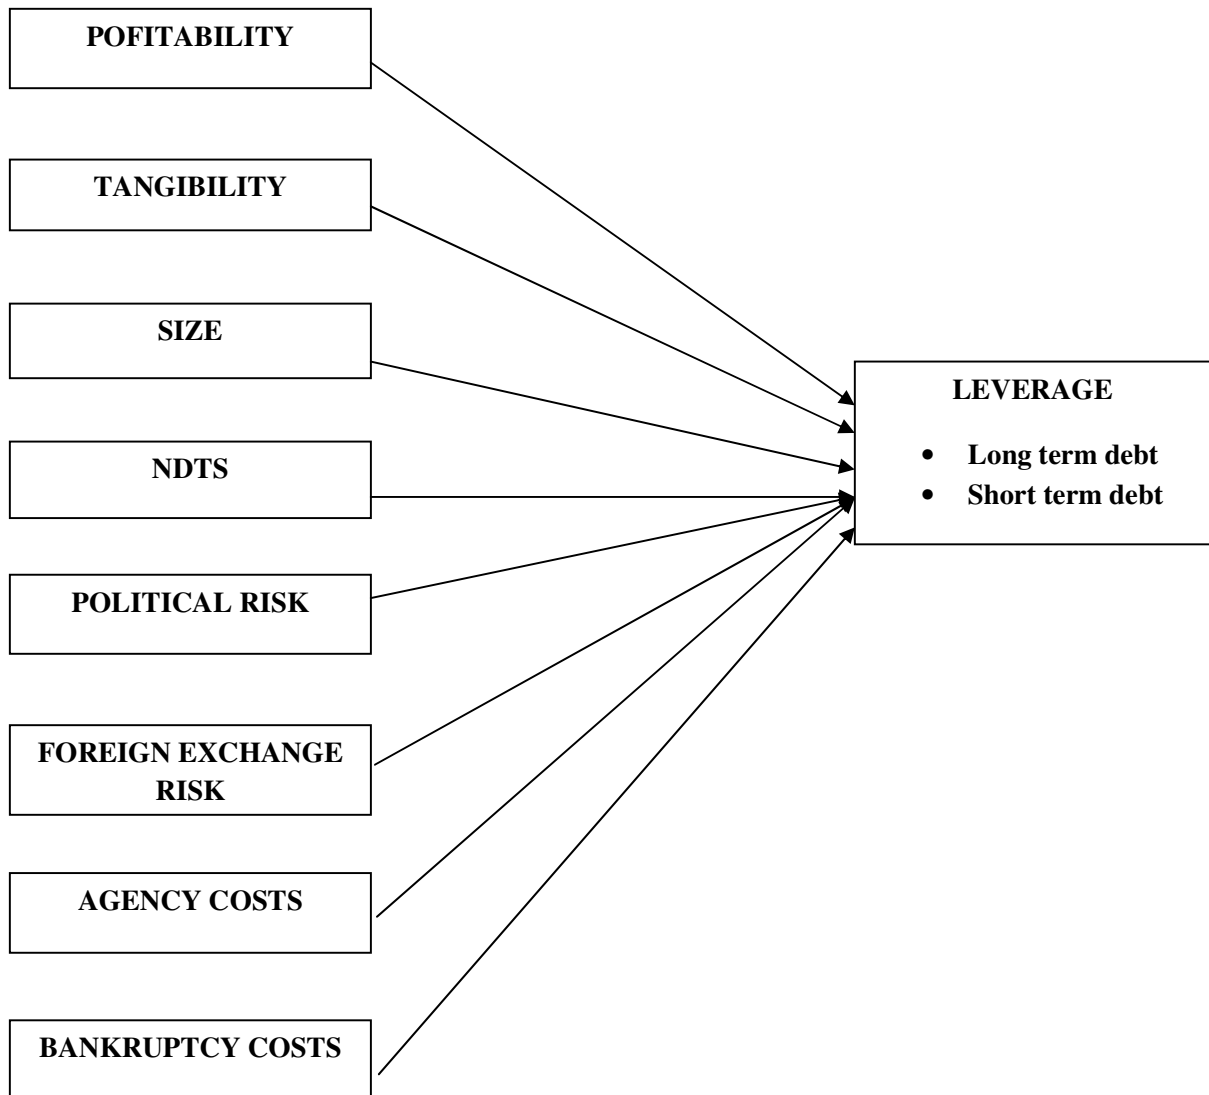 POFITABILITY
TANGIBILITY
SIZE
NDTS
POLITICAL RISK
FOREIGN EXCHANGE
RISK
AGENCY COSTS
BANKRUPTCY COSTS
LEVERAGE
• Long term debt
• Short term debt